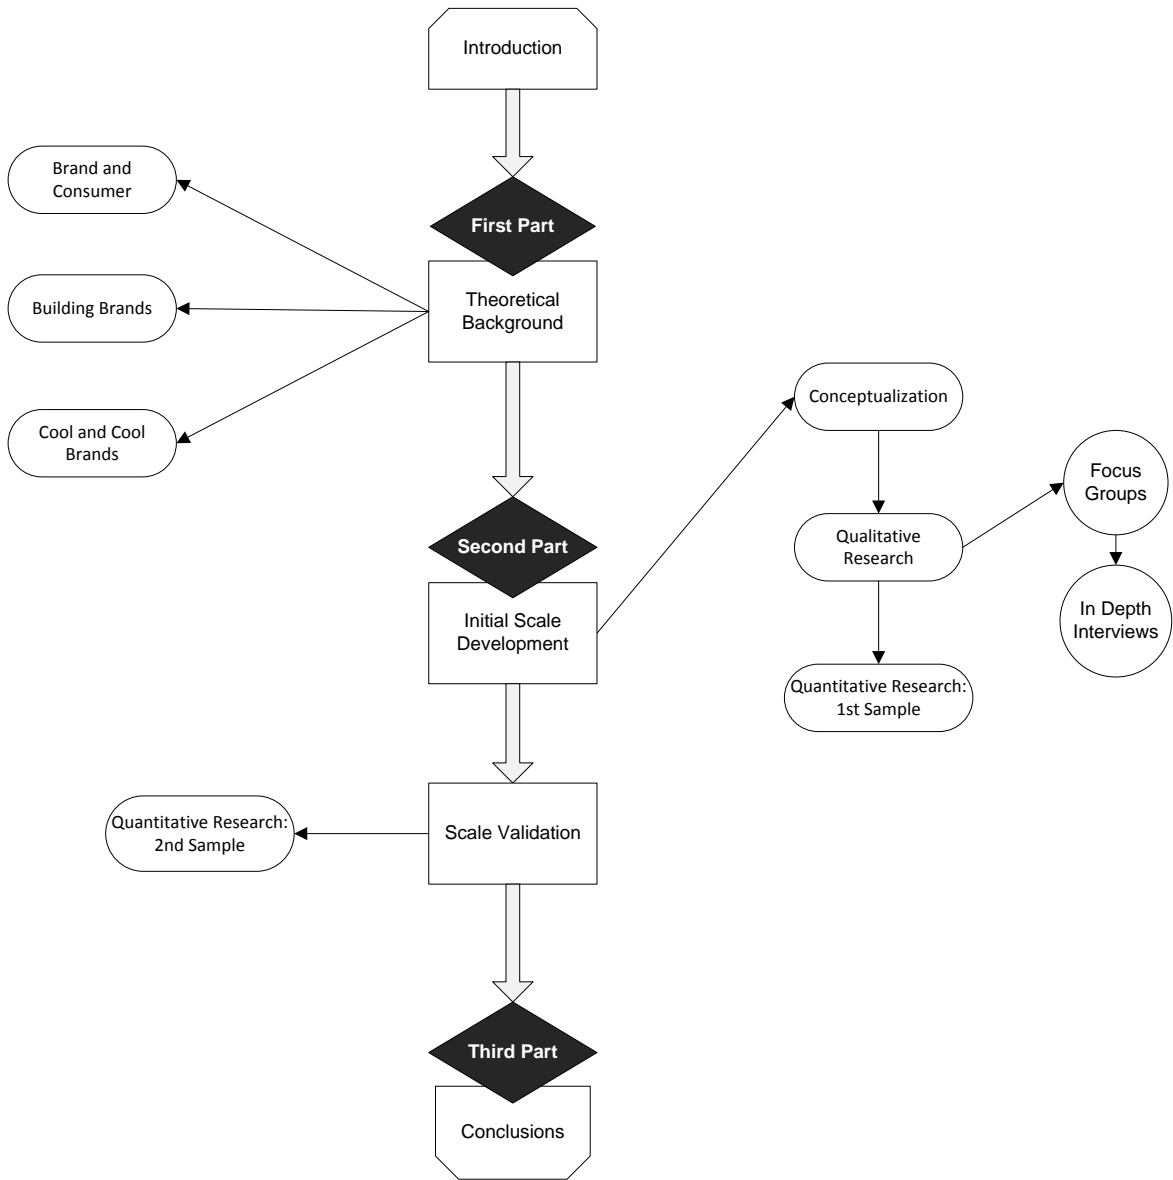 Introduction
First Part
Theoretical
Background
Brand and
Consumer
Building Brands
Cool and Cool
Brands
Second Part
Initial Scale
Development
Conceptualization
Qualitative
Research
Focus
Groups
In Depth
Interviews
Quantitative Research:
1st Sample
Scale Validation
Quantitative Research:
2nd Sample
Third Part
Conclusions